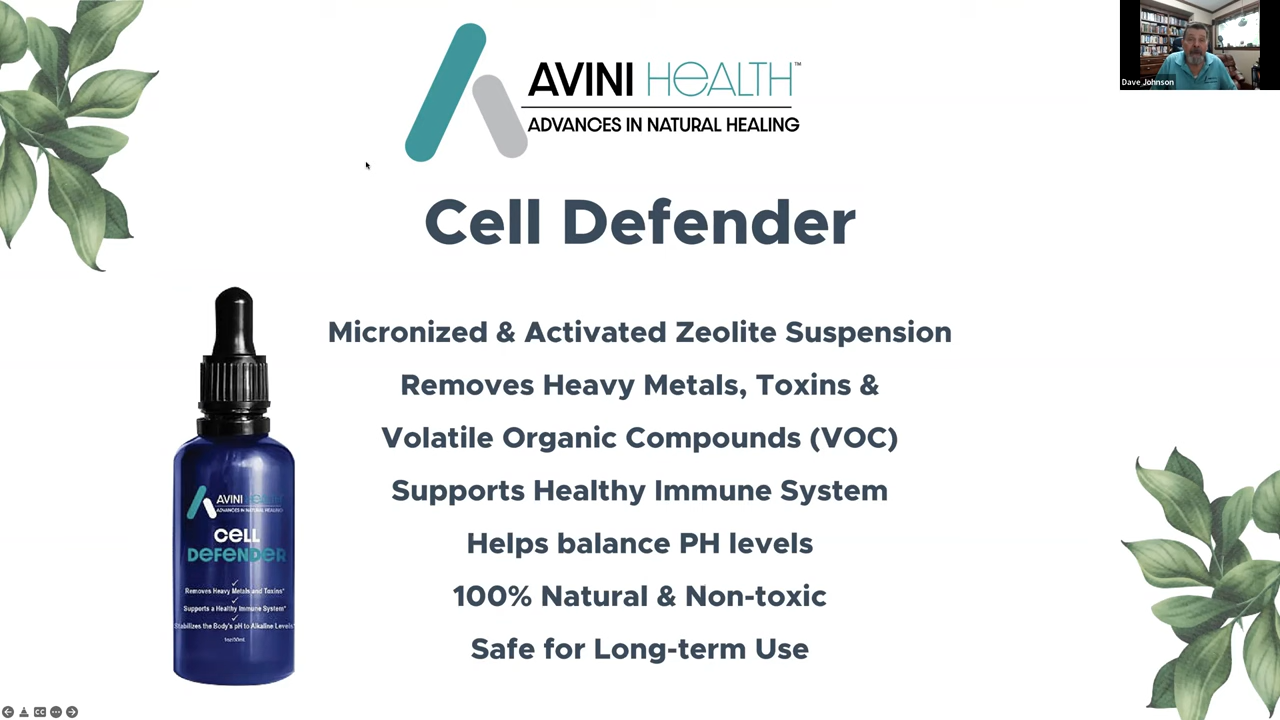 AVINI HEALTH™
ADVANCES IN NATURAL HEALING
Dave Johnson
Cell Defender
Micronized & Activated Zeolite Suspension
Removes Heavy Metals, Toxins &
Volatile Organic Compounds (VOC)
Supports Healthy Immune System
Helps balance PH levels
100% Natural & Non-toxic
Safe for Long-term Use
AVINI HEALTH
ADVANCES IN NATURAL HEALING
CELL
DEFENDER
Removes Heavy Metals and Toxins*
Supports a Healthy Immune System*
Stabilizes the Body's pH to Alkaline Levels*
1oz/30mL
CC